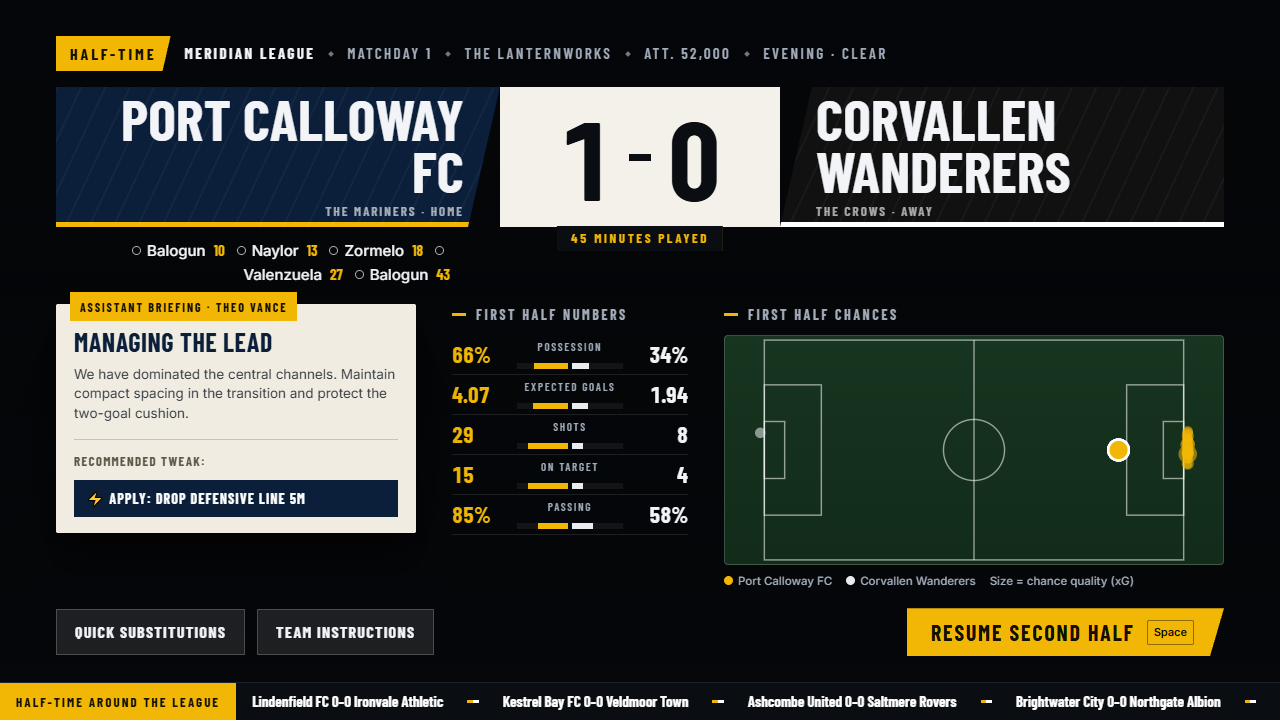 HALF-TIME MERIDIAN LEAGUE ◆ MATCHDAY 1 ◆ THE LANTERNWORKS ◆ ATT. 52,000 ◆ EVENING · CLEAR
PORT CALLOWAY
FC
THE MARINERS · HOME
1 - 0
45 MINUTES PLAYED
CORVALLEN
WANDERERS
THE CROWS · AWAY
Balogun 10 Naylor 13 Zormelo 18
Valenzuela 27 Balogun 43
ASSISTANT BRIEFING · THEO VANCE
MANAGING THE LEAD
We have dominated the central channels. Maintain
compact spacing in the transition and protect the
two-goal cushion.
RECOMMENDED TWEAK:
⚡ APPLY: DROP DEFENSIVE LINE 5M
FIRST HALF NUMBERS
66% POSSESSION 34%
4.07 EXPECTED GOALS 1.94
29 SHOTS 8
15 ON TARGET 4
85% PASSING 58%
FIRST HALF CHANCES
Port Calloway FC Corvallen Wanderers Size = chance quality (xG)
QUICK SUBSTITUTIONS
TEAM INSTRUCTIONS
RESUME SECOND HALF Space
HALF-TIME AROUND THE LEAGUE Lindenfield FC 0-0 Ironvale Athletic Kestrel Bay FC 0-0 Veldmoor Town Ashcombe United 0-0 Saltmere Rovers Brightwater City 0-0 Northgate Albion